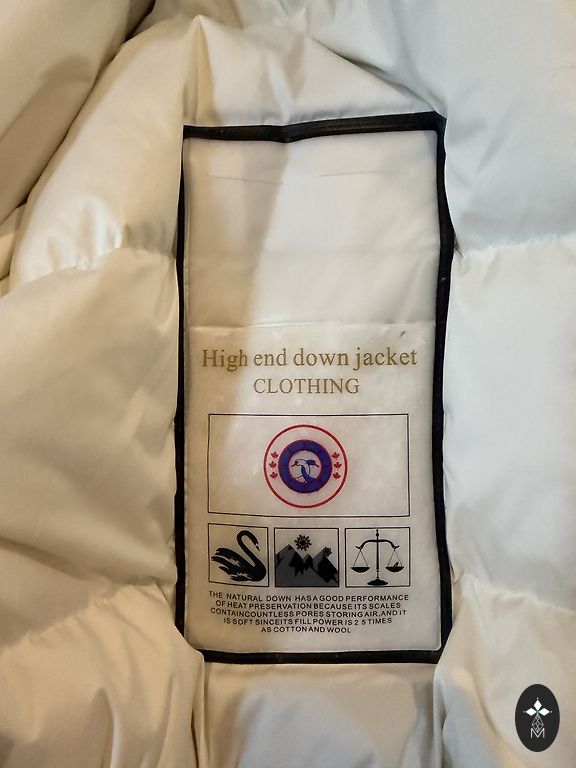 High end down jacket
CLOTHING
THE NATURAL DOWN HAS A GOOD PERFORMANCE
OF HEAT PRESERVATION BECAUSE ITS SCALES
CONTAINCOUNTLESS PORES STORING AIR, AND IT
IS SOFT SINCEITS FILL POWER IS 2 5 TIMES
AS COTTON AND WOOL
M